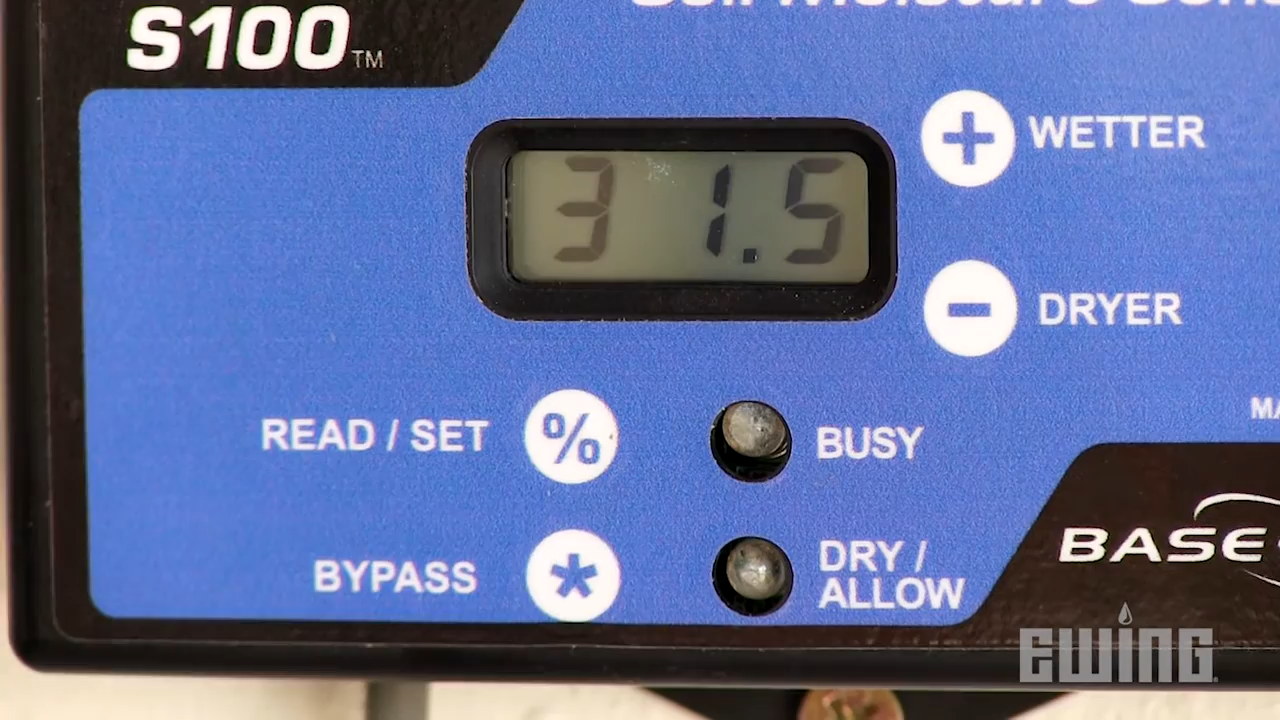 S100™
WETTER
31.5
DRYER
READ / SET % BUSY
BYPASS * DRY /
ALLOW
BASE
EWING